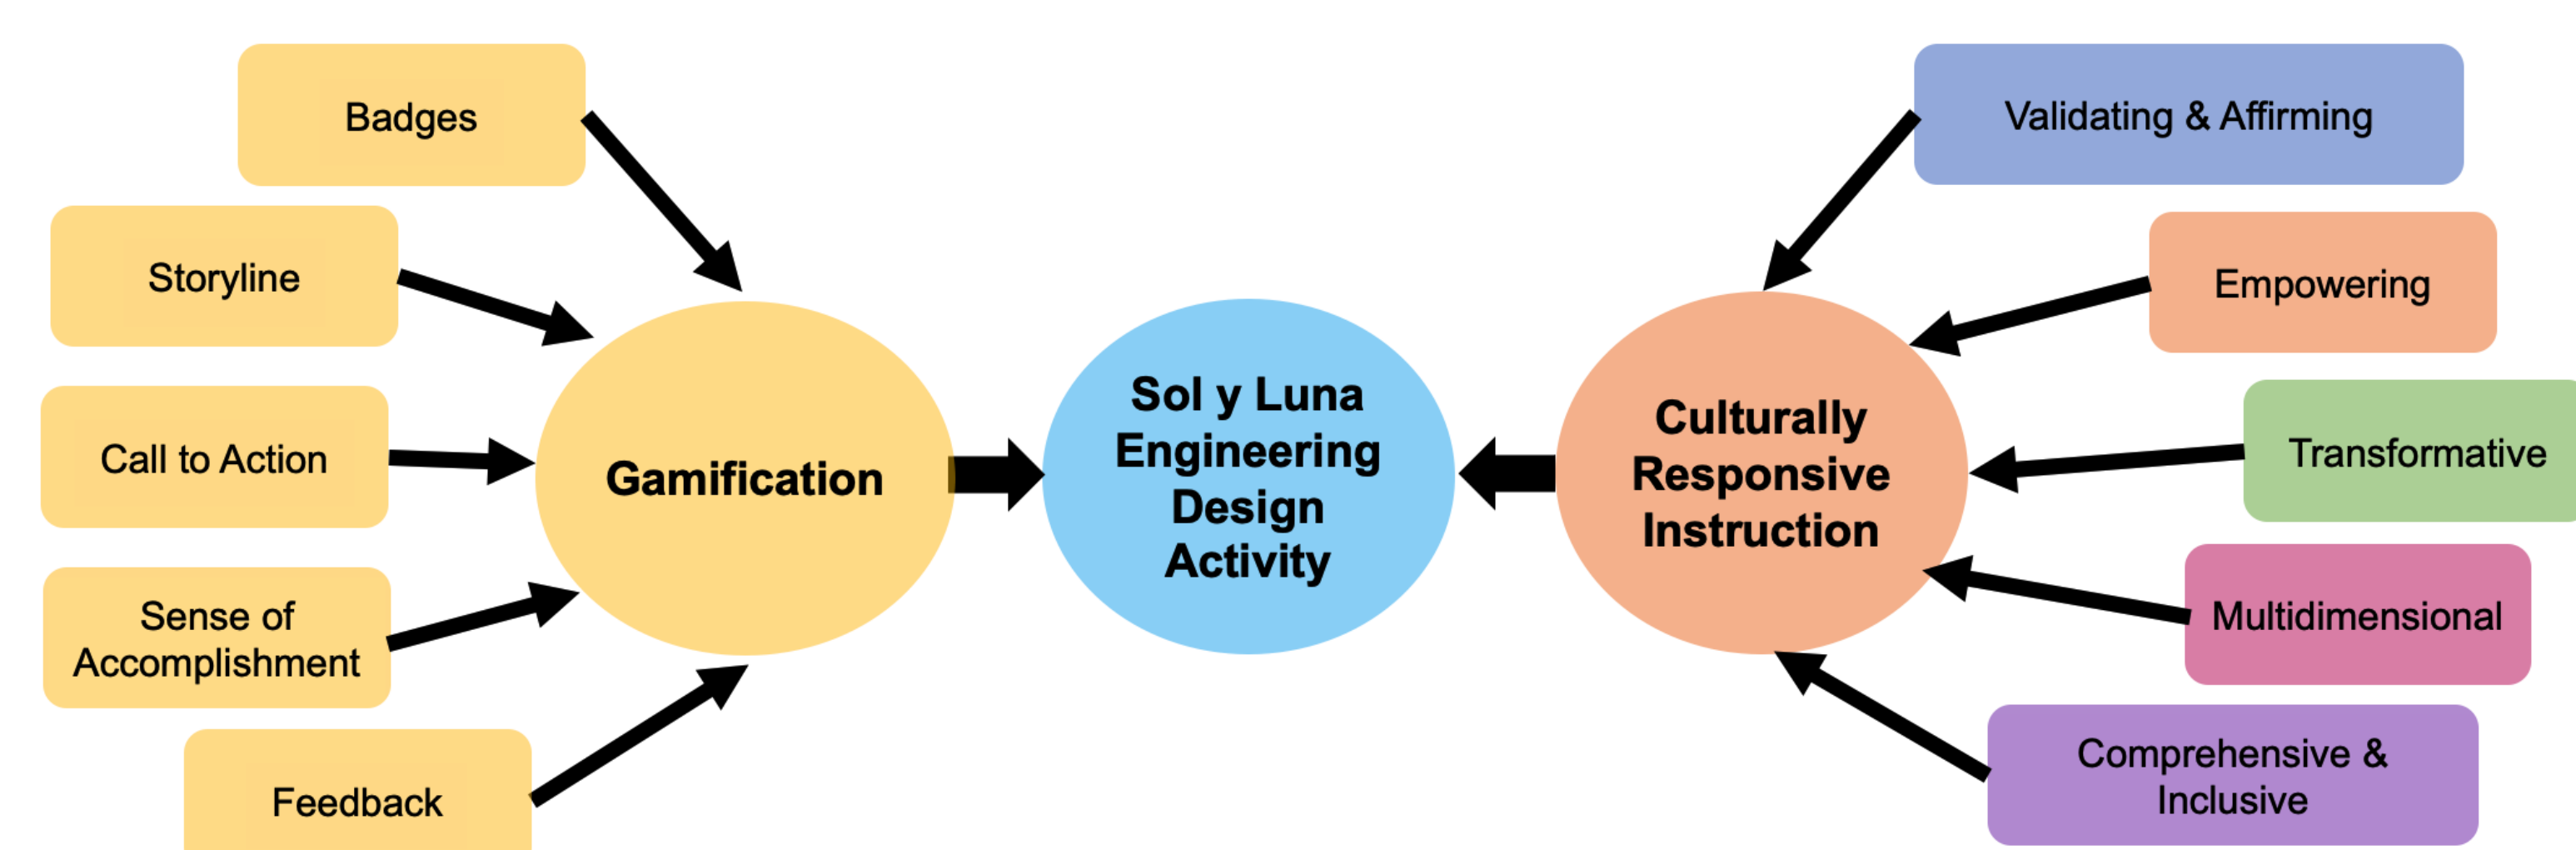 Badges
Storyline
Call to Action
Sense of
Accomplishment
Feedback
Gamification
Sol y Luna
Engineering
Design
Activity
Culturally
Responsive
Instruction
Validating & Affirming
Empowering
Transformative
Multidimensional
Comprehensive &
Inclusive